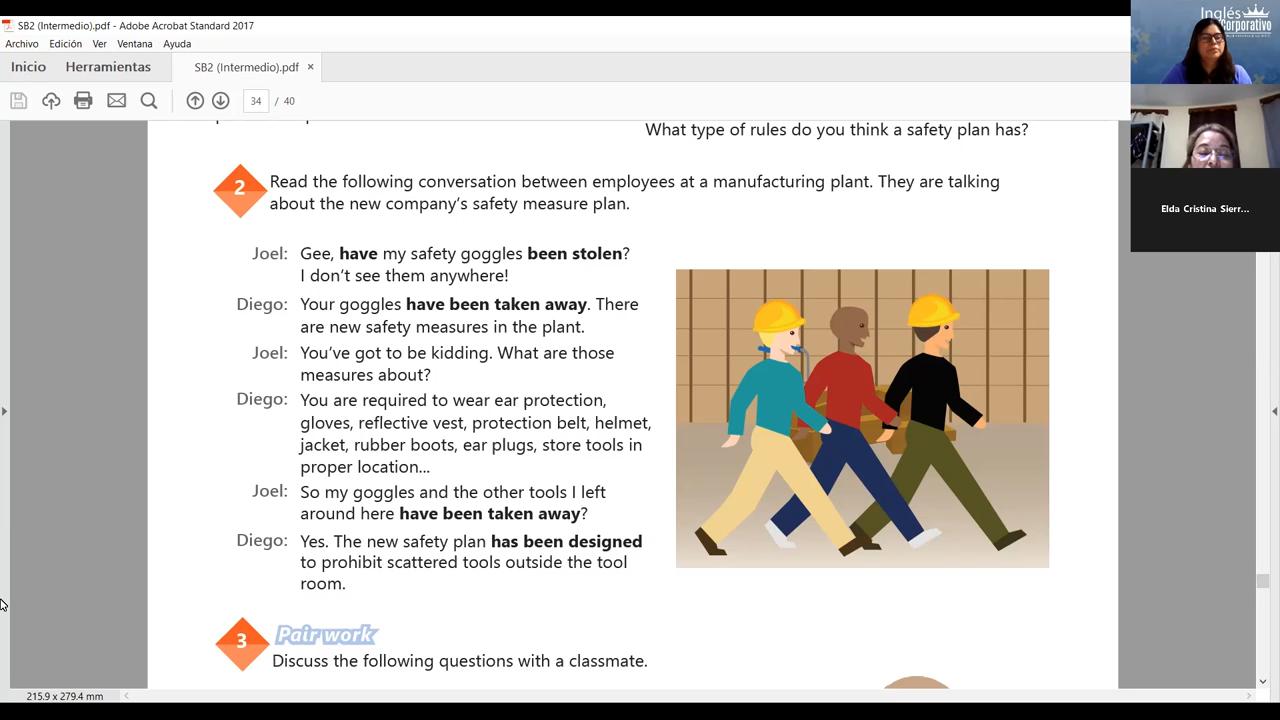 SB2 (Intermedio).pdf - Adobe Acrobat Standard 2017
Archivo Edición Ver Ventana Ayuda
Inicio Herramientas SB2 (Intermedio).pdf ×
34 / 40
What type of rules do you think a safety plan has?
2 Read the following conversation between employees at a manufacturing plant. They are talking
about the new company's safety measure plan.
Joel: Gee, have my safety goggles been stolen?
I don't see them anywhere!
Diego: Your goggles have been taken away. There
are new safety measures in the plant.
Joel: You've got to be kidding. What are those
measures about?
Diego: You are required to wear ear protection,
gloves, reflective vest, protection belt, helmet,
jacket, rubber boots, ear plugs, store tools in
proper location...
Joel: So my goggles and the other tools I left
around here have been taken away?
Diego: Yes. The new safety plan has been designed
to prohibit scattered tools outside the tool
room.
3 Pair work
Discuss the following questions with a classmate.
215.9 x 279.4 mm
Inglés
Corporativo
Elda Cristina Sierr...